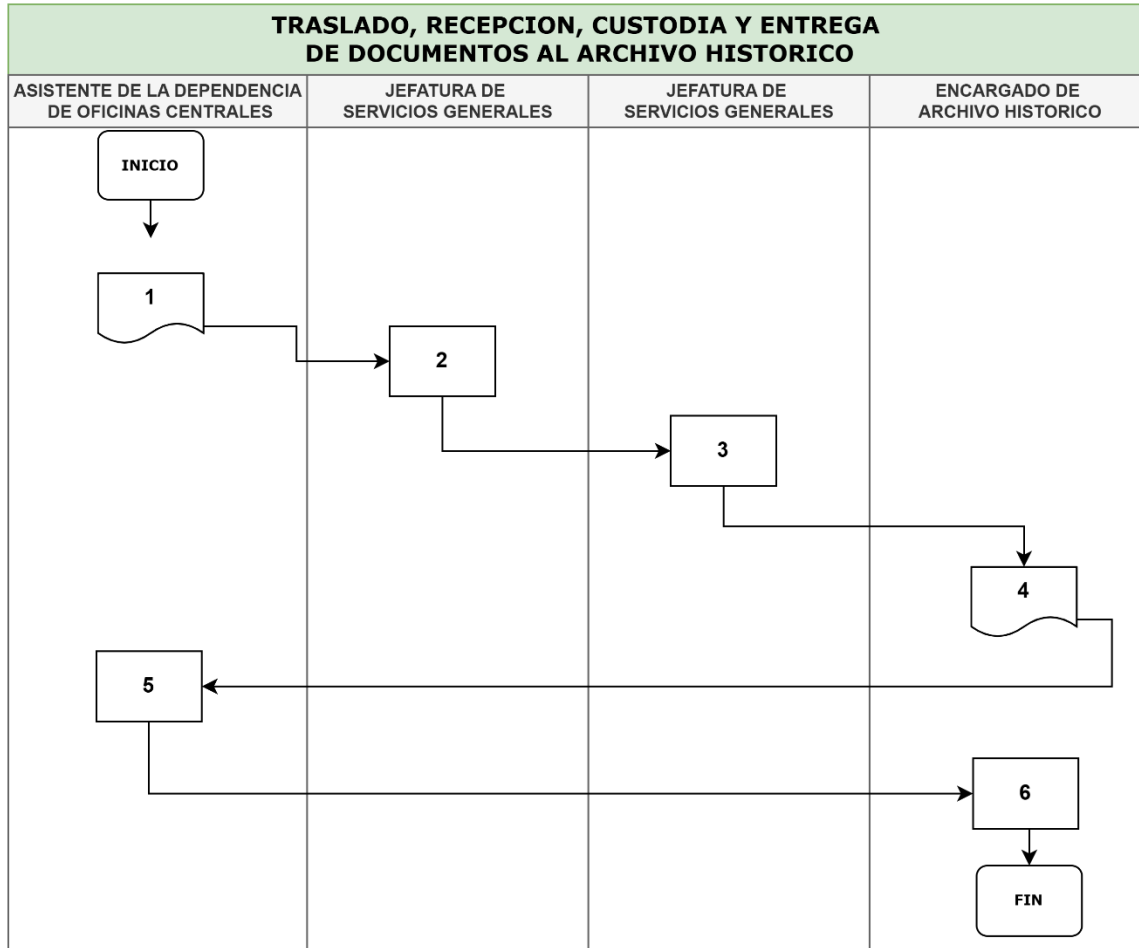 TRASLADO, RECEPCION, CUSTODIA Y ENTREGA
DE DOCUMENTOS AL ARCHIVO HISTORICO
ASISTENTE DE LA DEPENDENCIA
DE OFICINAS CENTRALES
JEFATURA DE
SERVICIOS GENERALES
JEFATURA DE
SERVICIOS GENERALES
ENCARGADO DE
ARCHIVO HISTORICO
INICIO
1
2
3
4
5
6
FIN